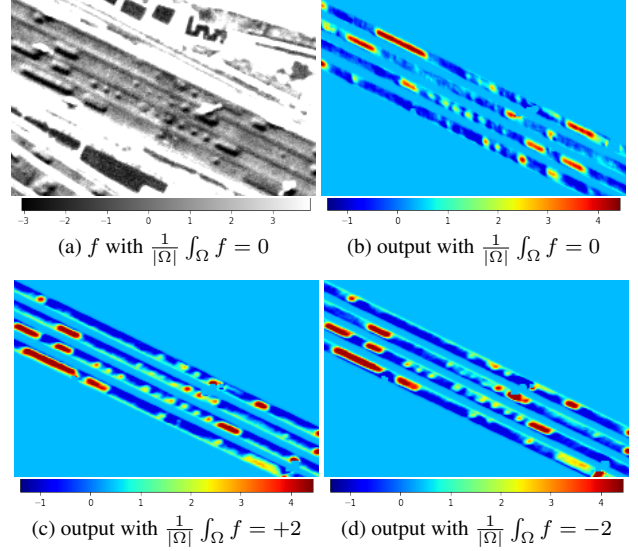 −3 −2 −1 0 1 2 3
−1 0 1 2 3 4
(a) f with 1/|Ω| ∫_Ω f = 0
(b) output with 1/|Ω| ∫_Ω f = 0
−1 0 1 2 3 4
−1 0 1 2 3 4
(c) output with 1/|Ω| ∫_Ω f = +2
(d) output with 1/|Ω| ∫_Ω f = −2